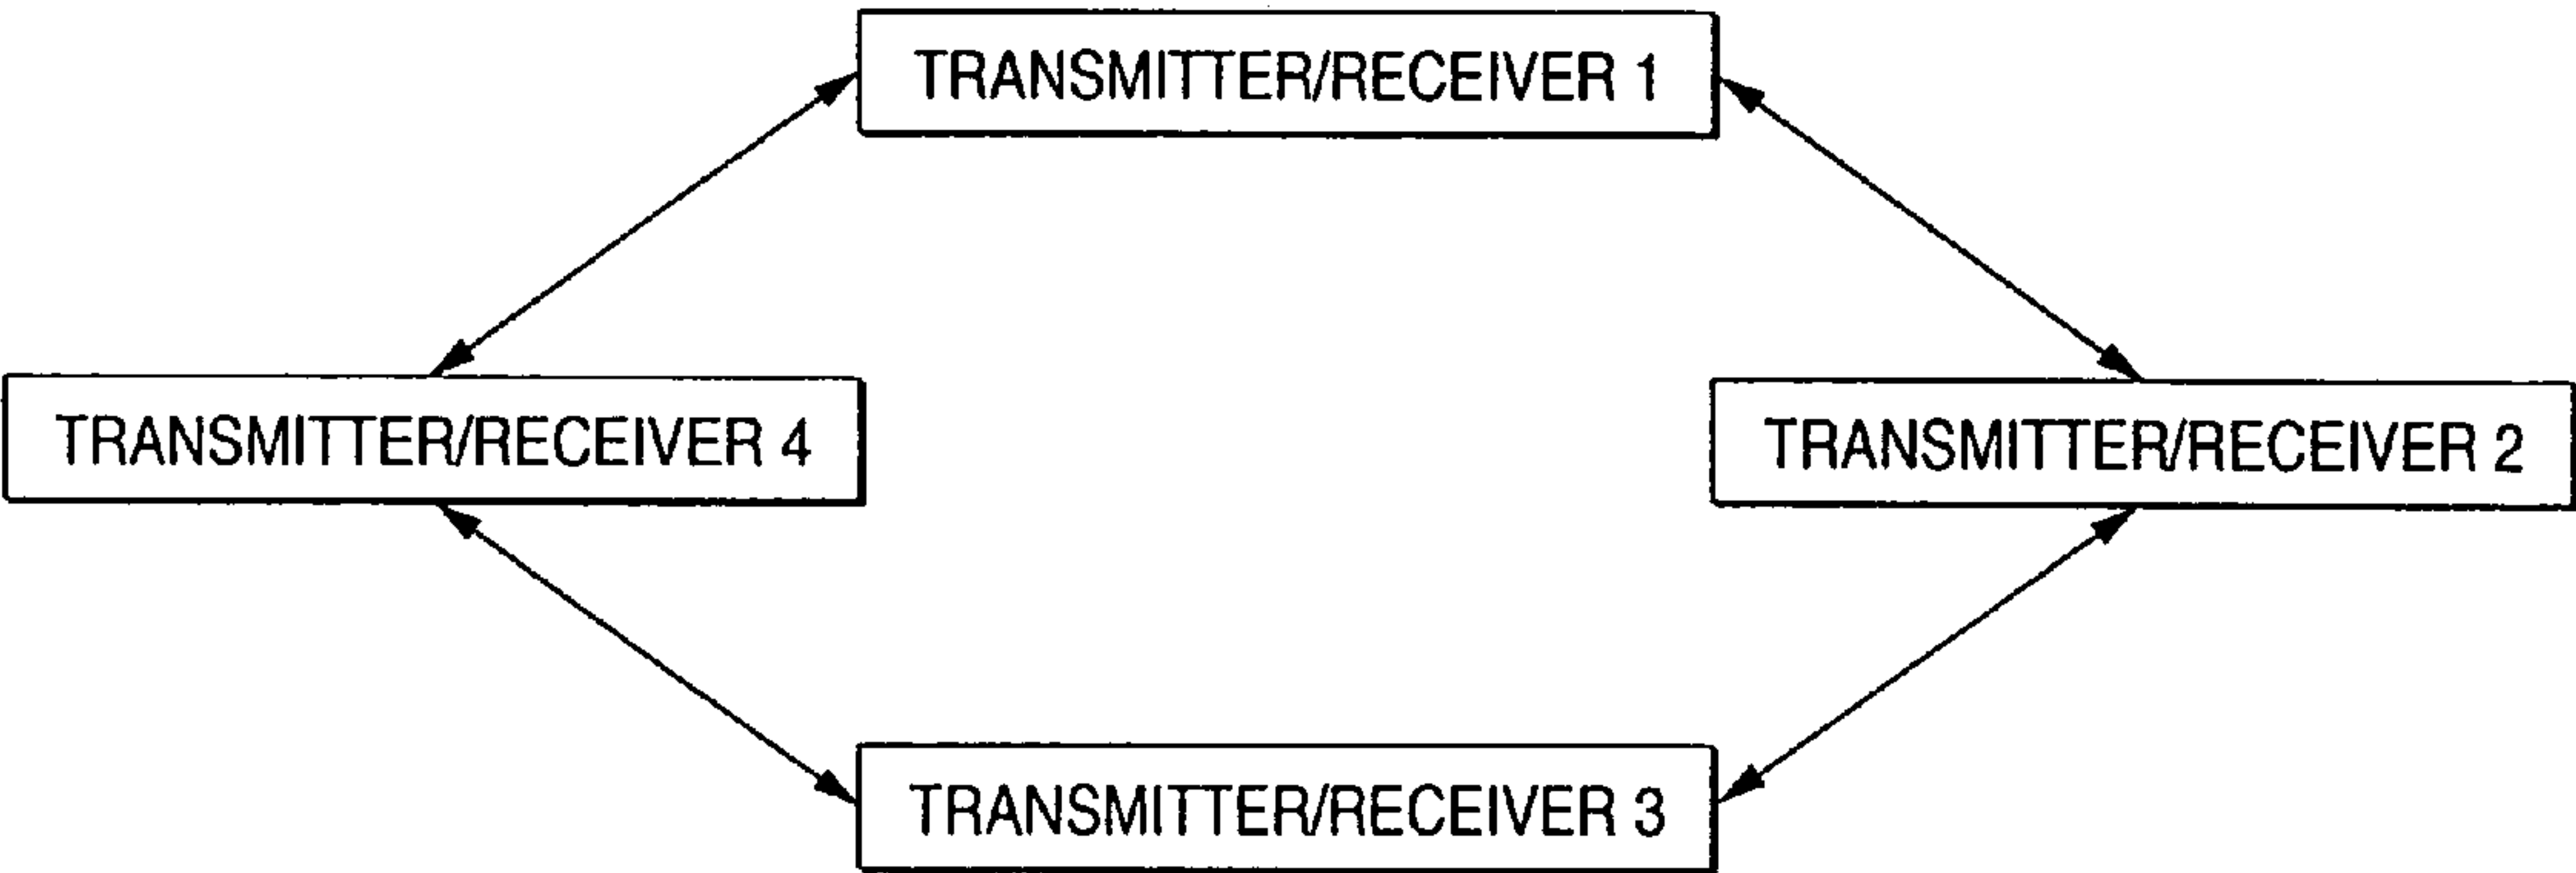 TRANSMITTER/RECEIVER 1
TRANSMITTER/RECEIVER 4
TRANSMITTER/RECEIVER 2
TRANSMITTER/RECEIVER 3